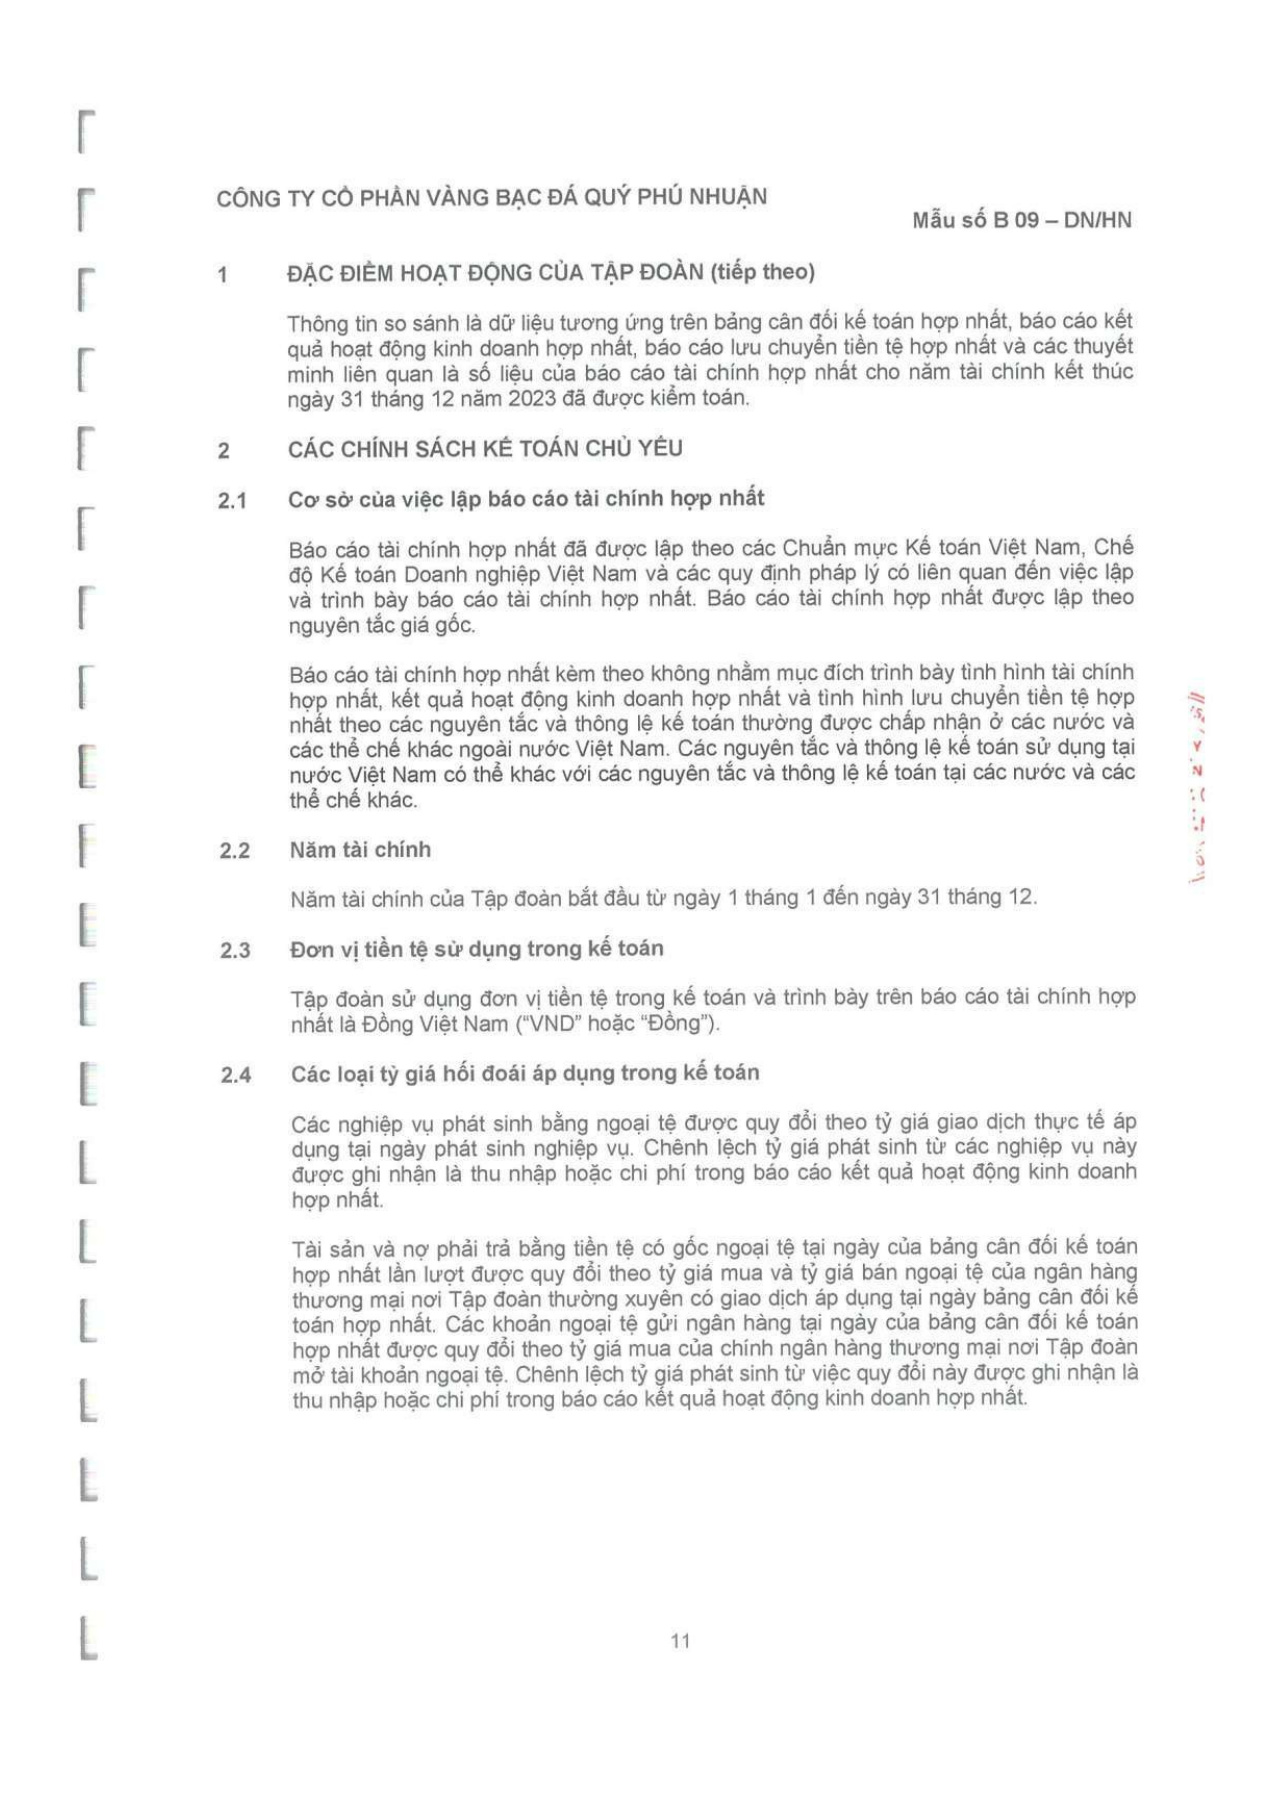 CÔNG TY CỔ PHẦN VÀNG BẠC ĐÁ QUÝ PHÚ NHUẬN
Mẫu số B 09 – DN/HN
1 ĐẶC ĐIỂM HOẠT ĐỘNG CỦA TẬP ĐOÀN (tiếp theo)
Thông tin so sánh là dữ liệu tương ứng trên bảng cân đối kế toán hợp nhất, báo cáo kết
quả hoạt động kinh doanh hợp nhất, báo cáo lưu chuyển tiền tệ hợp nhất và các thuyết
minh liên quan là số liệu của báo cáo tài chính hợp nhất cho năm tài chính kết thúc
ngày 31 tháng 12 năm 2023 đã được kiểm toán.
2 CÁC CHÍNH SÁCH KẾ TOÁN CHỦ YẾU
2.1 Cơ sở của việc lập báo cáo tài chính hợp nhất
Báo cáo tài chính hợp nhất đã được lập theo các Chuẩn mực Kế toán Việt Nam, Chế
độ Kế toán Doanh nghiệp Việt Nam và các quy định pháp lý có liên quan đến việc lập
và trình bày báo cáo tài chính hợp nhất. Báo cáo tài chính hợp nhất được lập theo
nguyên tắc giá gốc.
Báo cáo tài chính hợp nhất kèm theo không nhằm mục đích trình bày tình hình tài chính
hợp nhất, kết quả hoạt động kinh doanh hợp nhất và tình hình lưu chuyển tiền tệ hợp
nhất theo các nguyên tắc và thông lệ kế toán thường được chấp nhận ở các nước và
các thể chế khác ngoài nước Việt Nam. Các nguyên tắc và thông lệ kế toán sử dụng tại
nước Việt Nam có thể khác với các nguyên tắc và thông lệ kế toán tại các nước và các
thể chế khác.
2.2 Năm tài chính
Năm tài chính của Tập đoàn bắt đầu từ ngày 1 tháng 1 đến ngày 31 tháng 12.
2.3 Đơn vị tiền tệ sử dụng trong kế toán
Tập đoàn sử dụng đơn vị tiền tệ trong kế toán và trình bày trên báo cáo tài chính hợp
nhất là Đồng Việt Nam (“VND” hoặc “Đồng”).
2.4 Các loại tỷ giá hối đoái áp dụng trong kế toán
Các nghiệp vụ phát sinh bằng ngoại tệ được quy đổi theo tỷ giá giao dịch thực tế áp
dụng tại ngày phát sinh nghiệp vụ. Chênh lệch tỷ giá phát sinh từ các nghiệp vụ này
được ghi nhận là thu nhập hoặc chi phí trong báo cáo kết quả hoạt động kinh doanh
hợp nhất.
Tài sản và nợ phải trả bằng tiền tệ có gốc ngoại tệ tại ngày của bảng cân đối kế toán
hợp nhất lần lượt được quy đổi theo tỷ giá mua và tỷ giá bán ngoại tệ của ngân hàng
thương mại nơi Tập đoàn thường xuyên có giao dịch áp dụng tại ngày bảng cân đối kế
toán hợp nhất. Các khoản ngoại tệ gửi ngân hàng tại ngày của bảng cân đối kế toán
hợp nhất được quy đổi theo tỷ giá mua của chính ngân hàng thương mại nơi Tập đoàn
mở tài khoản ngoại tệ. Chênh lệch tỷ giá phát sinh từ việc quy đổi này được ghi nhận là
thu nhập hoặc chi phí trong báo cáo kết quả hoạt động kinh doanh hợp nhất.
11